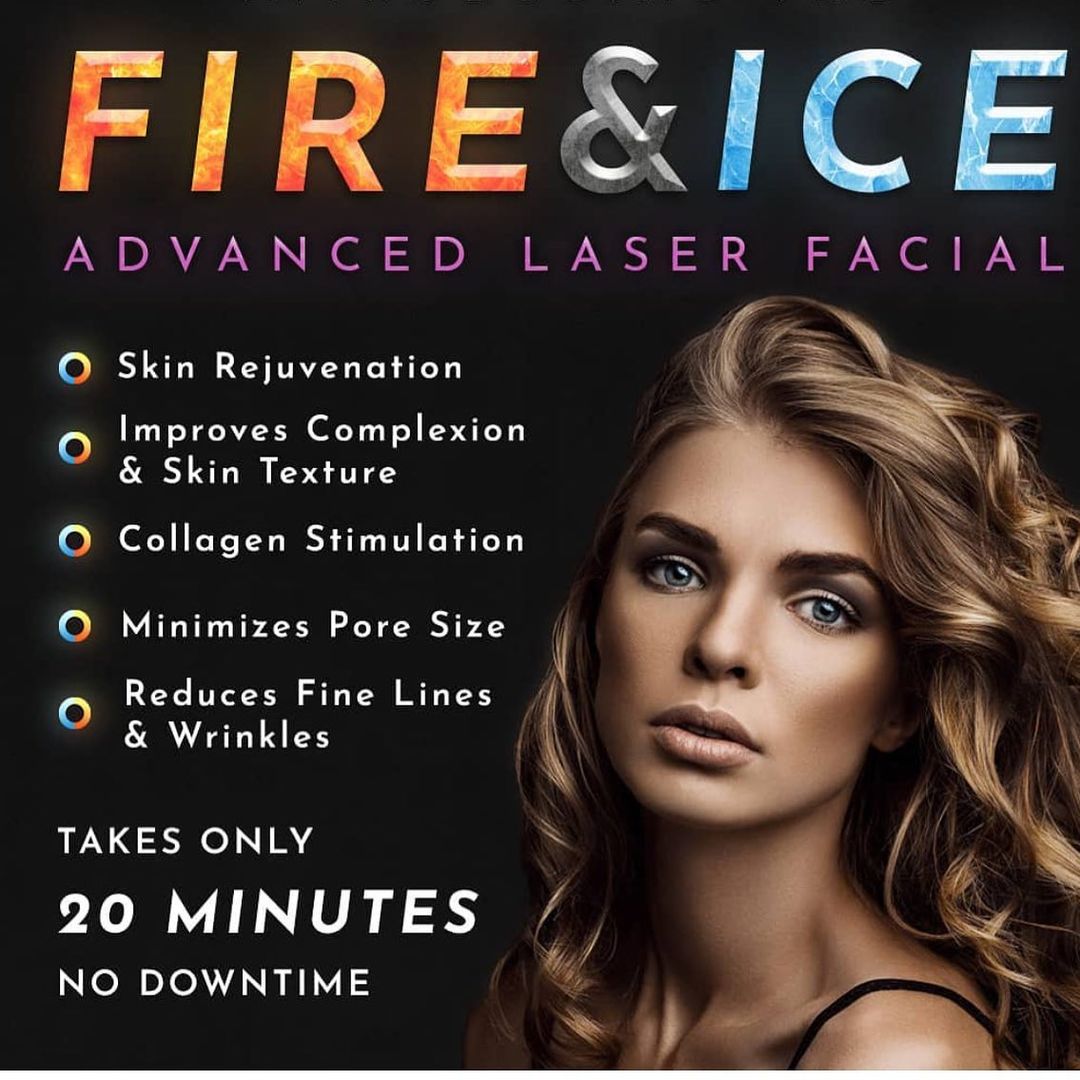 FIRE & ICE
ADVANCED LASER FACIAL
Skin Rejuvenation
Improves Complexion
& Skin Texture
Collagen Stimulation
Minimizes Pore Size
Reduces Fine Lines
& Wrinkles
TAKES ONLY
20 MINUTES
NO DOWNTIME